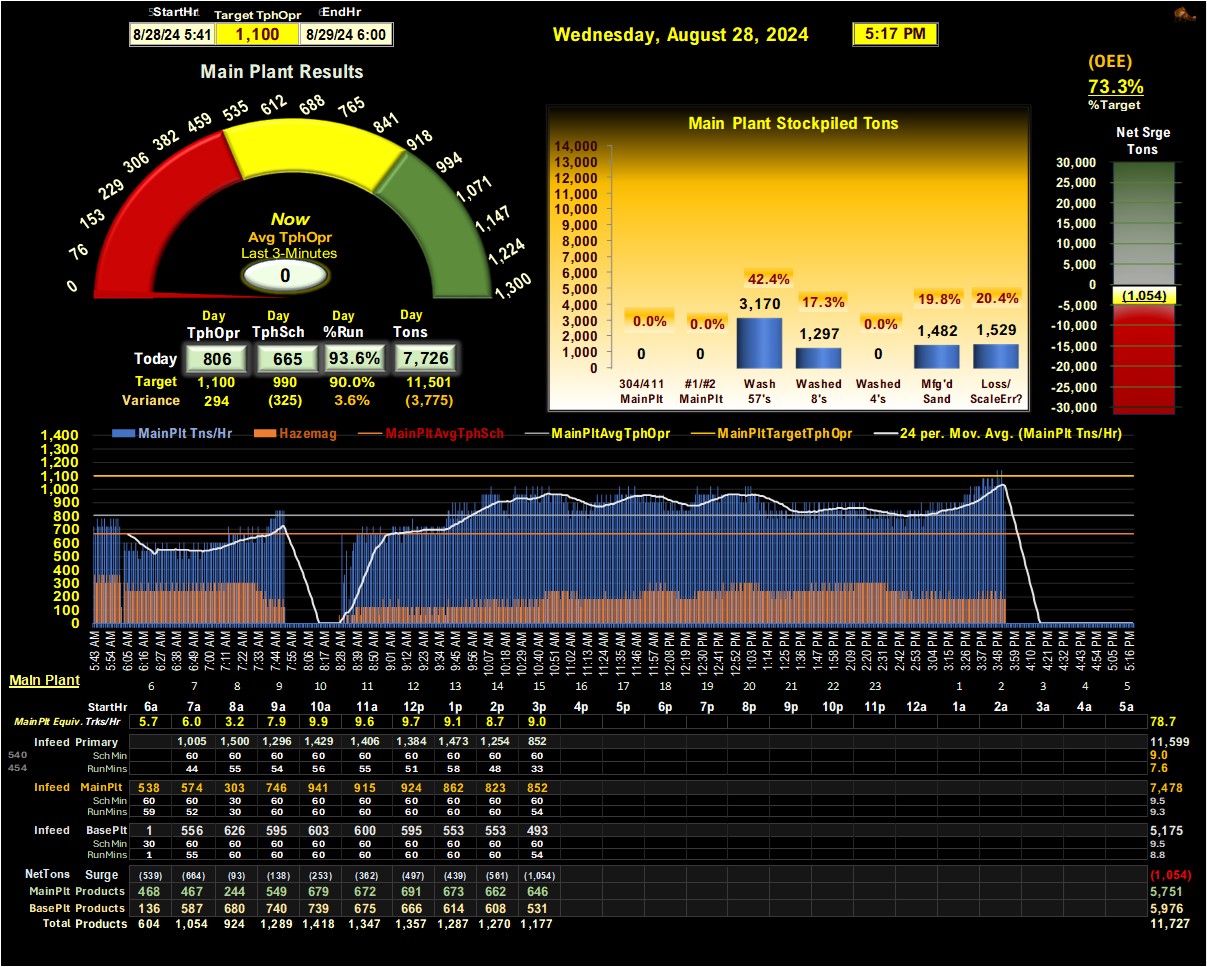 StartHr Target TphOpr EndHr
8/28/24 5:41 1,100 8/29/24 6:00
Wednesday, August 28, 2024 5:17 PM
Main Plant Results
(OEE)
73.3%
%Target
Net Srge
Tons
0 76 153 229 306 382 459 535 612 688 765 841 918 994 1,071 1,147 1,224 1,300
Now
Avg TphOpr
Last 3-Minutes
0
Day Day Day Day
TphOpr TphSch %Run Tons
Today 806 665 93.6% 7,726
Target 1,100 990 90.0% 11,501
Variance 294 (325) 3.6% (3,775)
Main Plant Stockpiled Tons
14,000
13,000
12,000
11,000
10,000
9,000
8,000
7,000
6,000
5,000
4,000
3,000
2,000
1,000
0
0.0% 0.0% 42.4% 17.3% 0.0% 19.8% 20.4%
0 0 3,170 1,297 0 1,482 1,529
304/411 #1/#2 Wash Washed Washed Mfg'd Loss/
MainPlt MainPlt 57's 8's 4's Sand ScaleErr?
30,000
25,000
20,000
15,000
10,000
5,000
0
(1,054)
-5,000
-10,000
-15,000
-20,000
-25,000
-30,000
MainPlt Tns/Hr Hazemag MainPltAvgTphSch MainPltAvgTphOpr MainPltTargetTphOpr 24 per. Mov. Avg. (MainPlt Tns/Hr)
1,400
1,300
1,200
1,100
1,000
900
800
700
600
500
400
300
200
100
0
5:43 AM 5:54 AM 6:05 AM 6:16 AM 6:27 AM 6:38 AM 6:49 AM 7:00 AM 7:11 AM 7:22 AM 7:33 AM 7:44 AM 7:55 AM 8:06 AM 8:17 AM 8:28 AM 8:39 AM 8:50 AM 9:01 AM 9:12 AM 9:23 AM 9:34 AM 9:45 AM 9:56 AM 10:07 AM 10:18 AM 10:29 AM 10:40 AM 10:51 AM 11:02 AM 11:13 AM 11:24 AM 11:35 AM 11:46 AM 11:57 AM 12:08 PM 12:19 PM 12:30 PM 12:41 PM 12:52 PM 1:03 PM 1:14 PM 1:25 PM 1:36 PM 1:47 PM 1:58 PM 2:09 PM 2:20 PM 2:31 PM 2:42 PM 2:53 PM 3:04 PM 3:15 PM 3:26 PM 3:37 PM 3:48 PM 3:59 PM 4:10 PM 4:21 PM 4:32 PM 4:43 PM 4:54 PM 5:05 PM 5:16 PM
Main Plant 6 7 8 9 10 11 12 13 14 15 16 17 18 19 20 21 22 23 1 2 3 4 5
StartHr 6a 7a 8a 9a 10a 11a 12p 1p 2p 3p 4p 5p 6p 7p 8p 9p 10p 11p 12a 1a 2a 3a 4a 5a
MainPlt Equiv. Trks/Hr 5.7 6.0 3.2 7.9 9.9 9.6 9.7 9.1 8.7 9.0 78.7
Infeed Primary 1,005 1,500 1,296 1,429 1,406 1,384 1,473 1,254 852 11,599
540 SchMin 60 60 60 60 60 60 60 60 60 9.0
454 RunMins 44 55 54 56 55 51 58 48 33 7.6
Infeed MainPlt 538 574 303 746 941 915 924 862 823 852 7,478
SchMin 60 60 30 60 60 60 60 60 60 60 9.5
RunMins 59 52 30 60 60 60 60 60 60 54 9.3
Infeed BasePlt 1 556 626 595 603 600 595 553 553 493 5,175
SchMin 30 60 60 60 60 60 60 60 60 60 9.5
RunMins 1 55 60 60 60 60 60 60 60 54 8.8
NetTons Surge (539) (664) (93) (138) (253) (362) (497) (439) (561) (1,054) (1,054)
MainPlt Products 468 467 244 549 679 672 691 673 662 646 5,751
BasePlt Products 136 587 680 740 739 675 666 614 608 531 5,976
Total Products 604 1,054 924 1,289 1,418 1,347 1,357 1,287 1,270 1,177 11,727